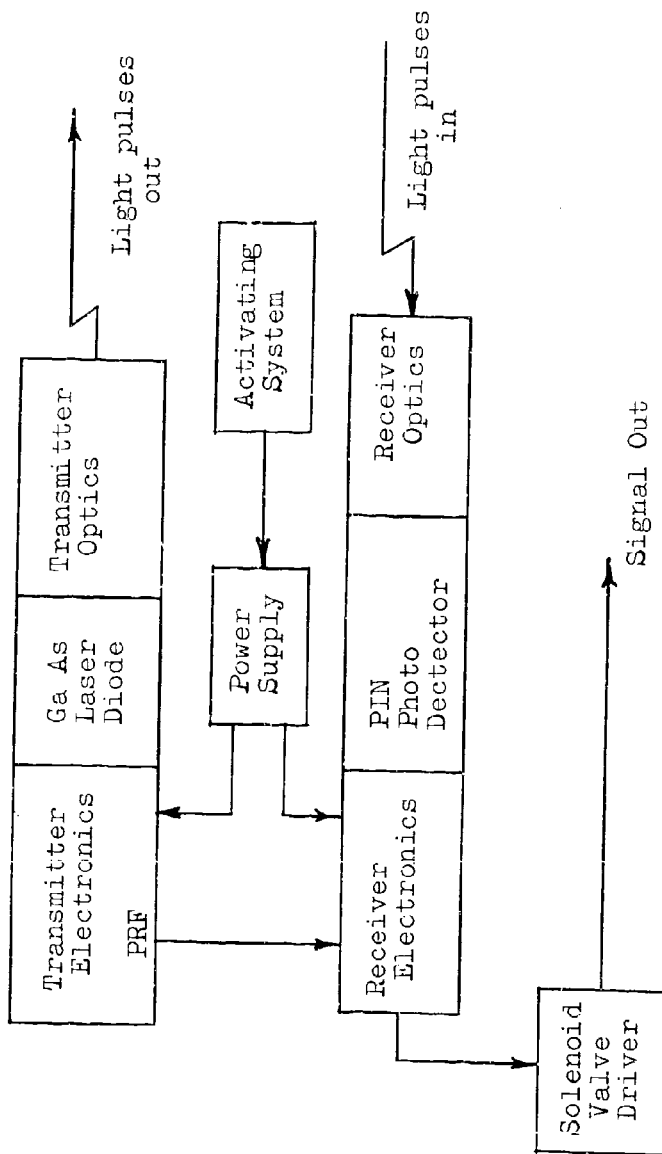 Transmitter
Electronics
PRF
Ga As
Laser
Diode
Transmitter
Optics
Light pulses
out
Power
Supply
Activating
System
Receiver
Electronics
PIN
Photo
Dectector
Receiver
Optics
Light pulses
in
Solenoid
Valve
Driver
Signal Out